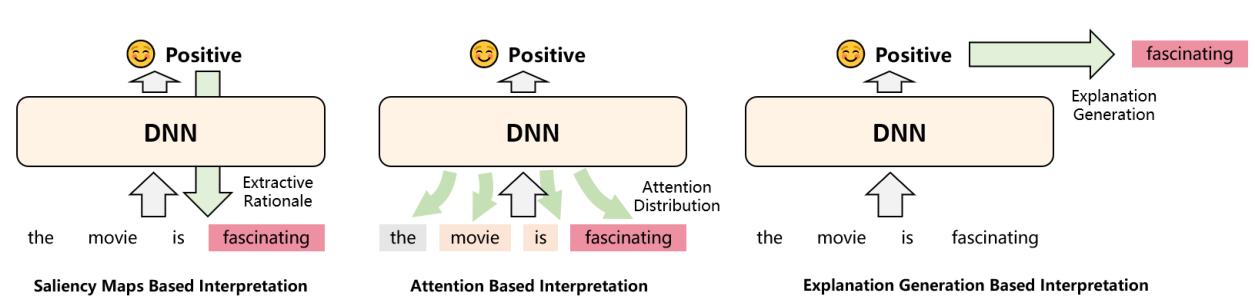 Positive
DNN
Extractive
Rationale
the movie is fascinating
Saliency Maps Based Interpretation
Positive
DNN
Attention
Distribution
the movie is fascinating
Attention Based Interpretation
Positive
fascinating
Explanation
Generation
DNN
the movie is fascinating
Explanation Generation Based Interpretation